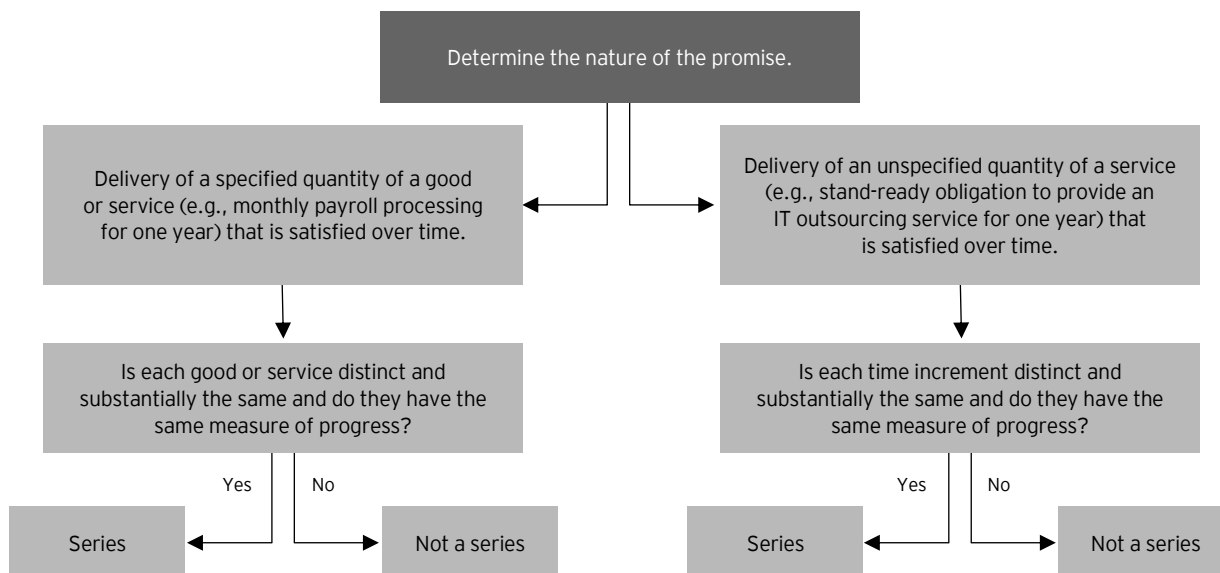 Determine the nature of the promise.
Delivery of a specified quantity of a good
or service (e.g., monthly payroll processing
for one year) that is satisfied over time.
Delivery of an unspecified quantity of a service
(e.g., stand-ready obligation to provide an
IT outsourcing service for one year) that
is satisfied over time.
Is each good or service distinct and
substantially the same and do they have the
same measure of progress?
Is each time increment distinct and
substantially the same and do they have the
same measure of progress?
Yes
No
Yes
No
Series
Not a series
Series
Not a series